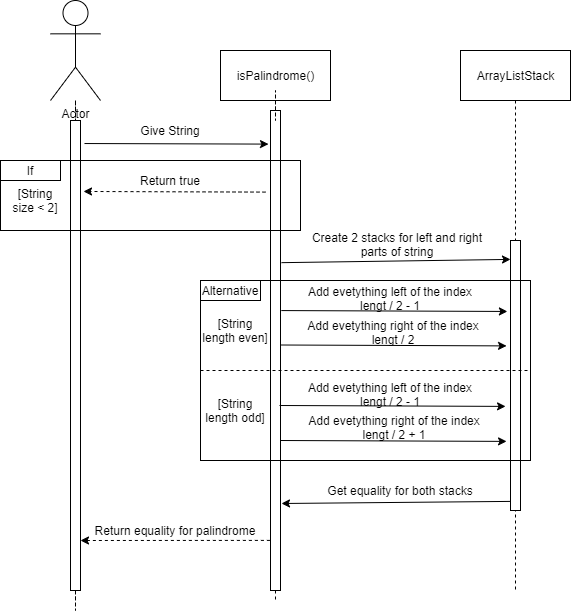 isPalindrome()
ArrayListStack
Actor
Give String
If
Return true
[String
size < 2]
Create 2 stacks for left and right
parts of string
Alternative
Add evetything left of the index
lengt / 2 - 1
[String
length even]
Add evetything right of the index
lengt / 2
Add evetything left of the index
lengt / 2 - 1
[String
length odd]
Add evetything right of the index
lengt / 2 + 1
Get equality for both stacks
Return equality for palindrome